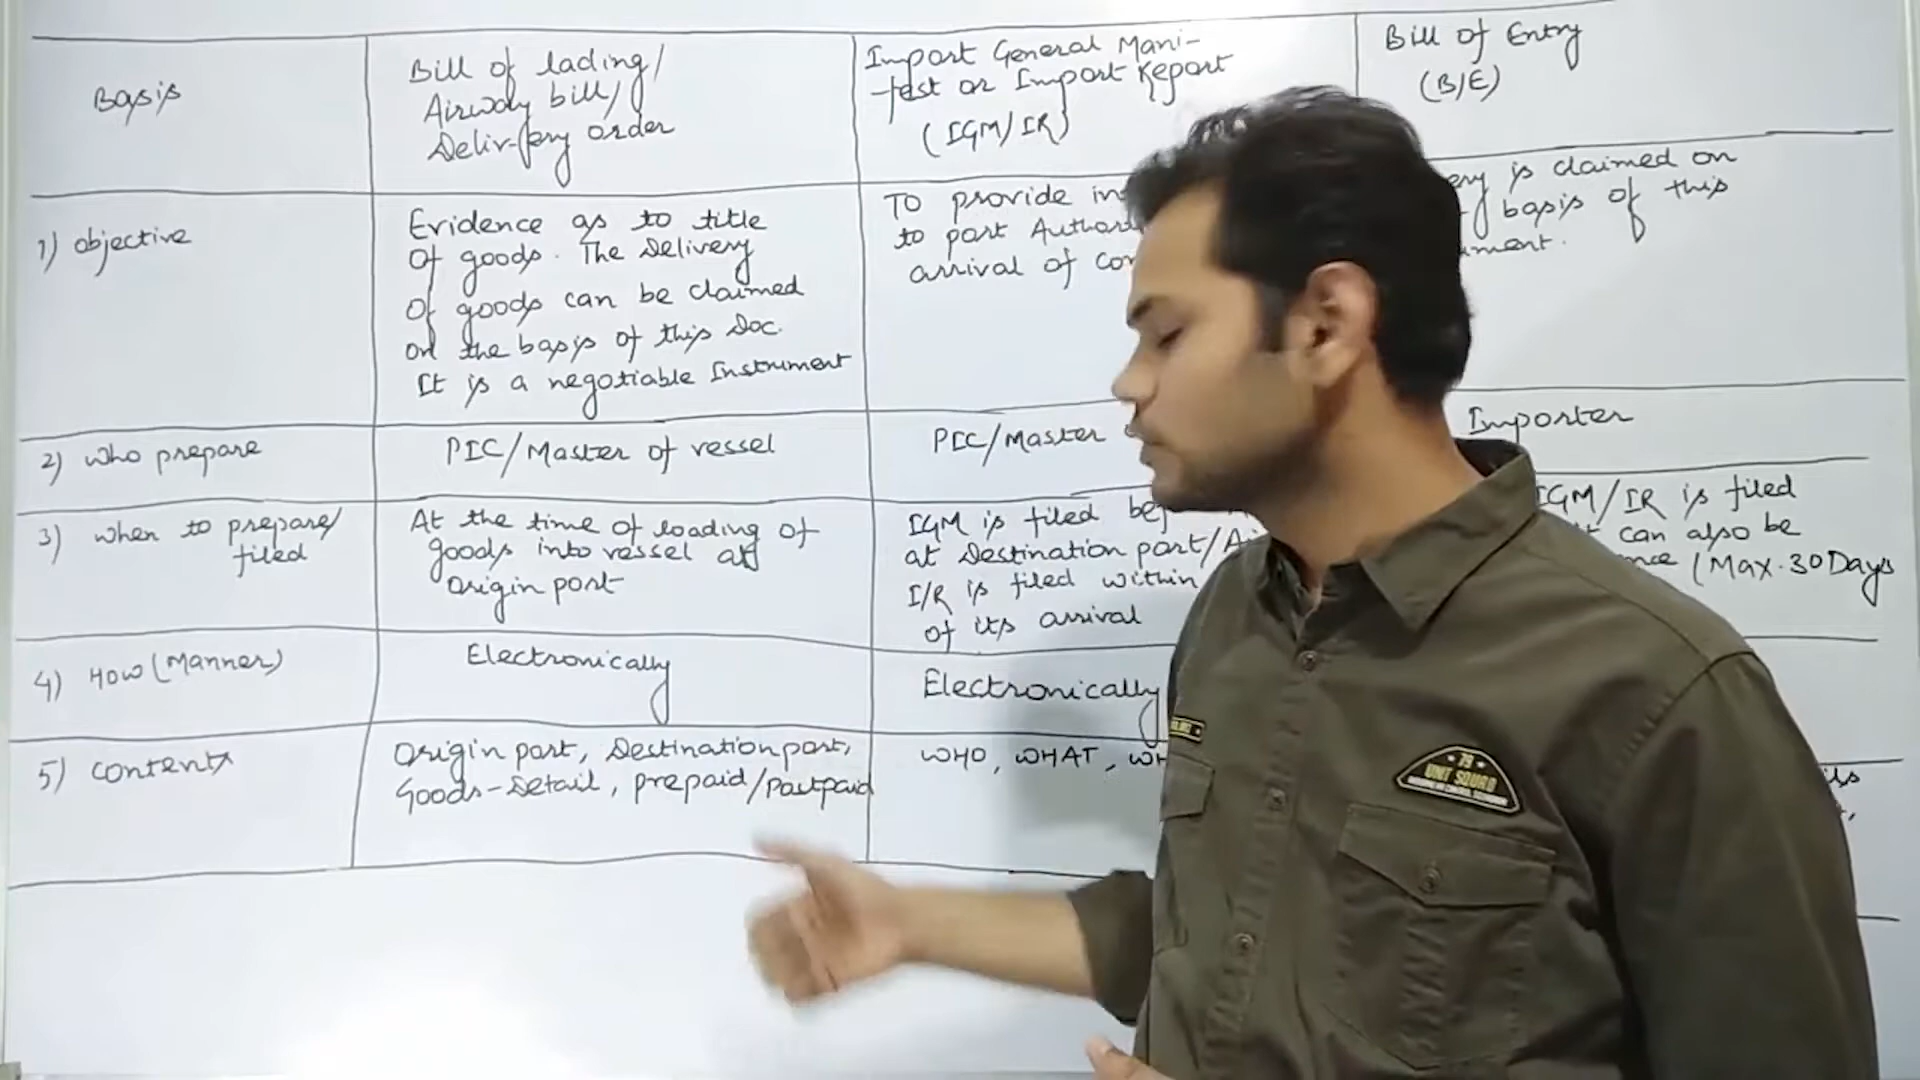 Basis
Bill of lading/
Airway bill/
Delivery order
Import General Mani-
-fest or Import Report
(IGM/IR)
Bill of Entry
(B/E)
1) objective
Evidence as to title
of goods. The Delivery
of goods can be claimed
on the basis of this Doc.
It is a negotiable Instrument
To provide
to port
arrival of
is claimed on
basis of this
2) who prepare
PIC/Master of vessel
PIC/Master
Importer
3) when to prepare/
filed
At the time of loading of
goods into vessel at
origin port
IGM is filed
at Destination port/
I/R is filed within
of its arrival
IGM/IR is filed
can also be
(Max. 30 Days
4) How (Manner)
Electronically
Electronically
5) contents
origin port, Destination port,
Goods-Detail, prepaid/Postpaid
WHO, WHAT,
79
UNIT SQURD